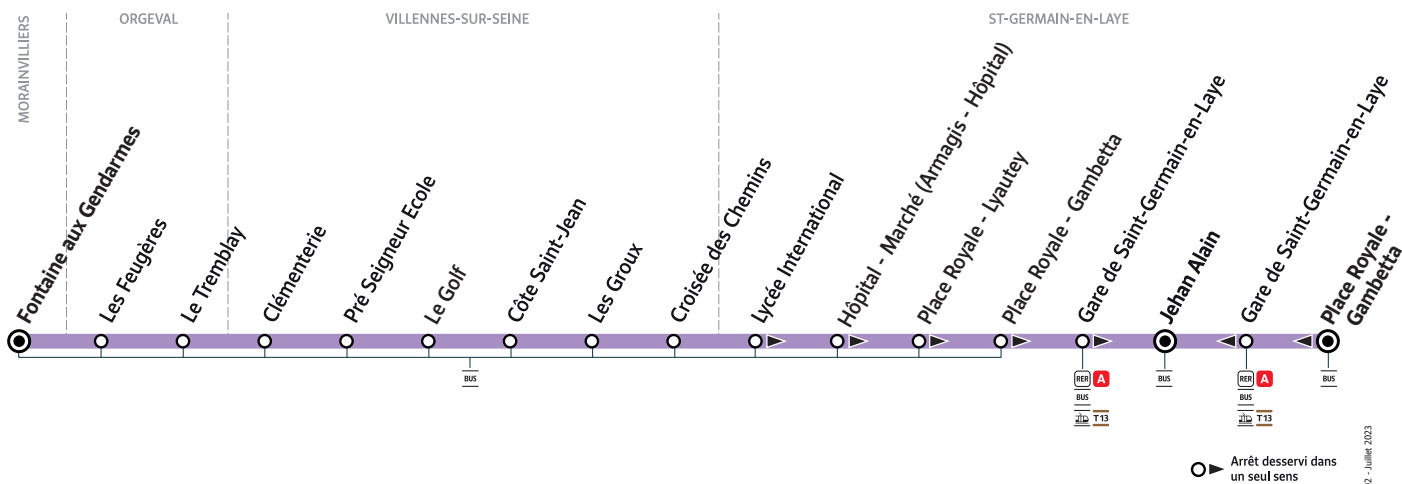 MORAINVILLIERS
ORGEVAL
VILLENNES-SUR-SEINE
ST-GERMAIN-EN-LAYE
Fontaine aux Gendarmes
Les Feugères
Le Tremblay
Clémenterie
Pré Seigneur Ecole
Le Golf
Côte Saint-Jean
Les Groux
Croisée des Chemins
Lycée International
Hôpital - Marché (Armagis - Hôpital)
Place Royale - Lyautey
Place Royale - Gambetta
Gare de Saint-Germain-en-Laye
Jehan Alain
Gare de Saint-Germain-en-Laye
Place Royale -
Gambetta
BUS
RER A
BUS
T13
BUS
RER A
BUS
T13
BUS
Arrêt desservi dans
un seul sens
- Juillet 2023